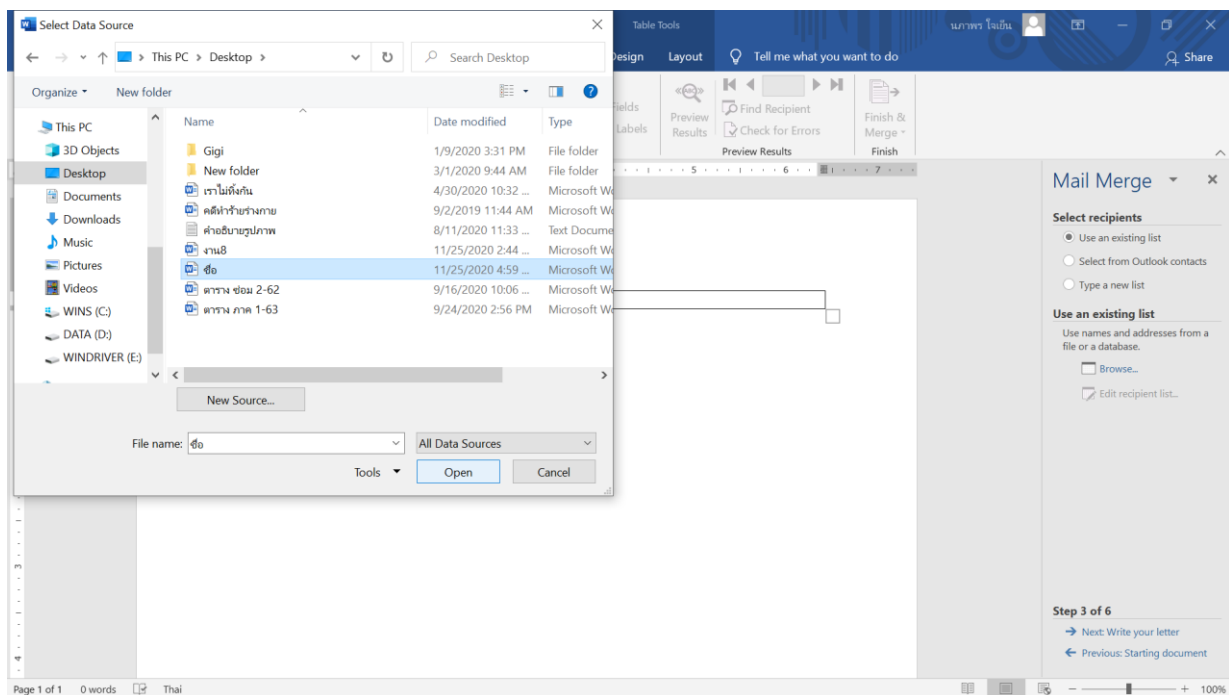 Select Data Source
Table Tools
นภาพร ใจเย็น
This PC > Desktop >
Search Desktop
Design Layout Tell me what you want to do
Share
Organize New folder
Fields
Labels
Preview
Results
Find Recipient
Check for Errors
Preview Results
Finish &
Merge
Finish
This PC
3D Objects
Desktop
Documents
Downloads
Music
Pictures
Videos
WINS (C:)
DATA (D:)
WINDRIVER (E:)
Name Date modified Type
Gigi 1/9/2020 3:31 PM File folder
New folder 3/1/2020 9:44 AM File folder
เราไม่ทิ้งกัน 4/30/2020 10:32 ... Microsoft Wo
คดีทำร้ายร่างกาย 9/2/2019 11:44 AM Microsoft Wo
คำอธิบายรูปภาพ 8/11/2020 11:33 ... Text Docume
งาน8 11/25/2020 2:44 ... Microsoft Wo
ชื่อ 11/25/2020 4:59 ... Microsoft Wo
ตาราง ซ่อม 2-62 9/16/2020 10:06 ... Microsoft Wo
ตาราง ภาค 1-63 9/24/2020 2:56 PM Microsoft Wo
New Source...
File name: ชื่อ All Data Sources
Tools Open Cancel
5 6 7
Mail Merge
Select recipients
Use an existing list
Select from Outlook contacts
Type a new list
Use an existing list
Use names and addresses from a
file or a database.
Browse...
Edit recipient list...
Step 3 of 6
Next: Write your letter
Previous: Starting document
3
4
Page 1 of 1 0 words Thai
100%